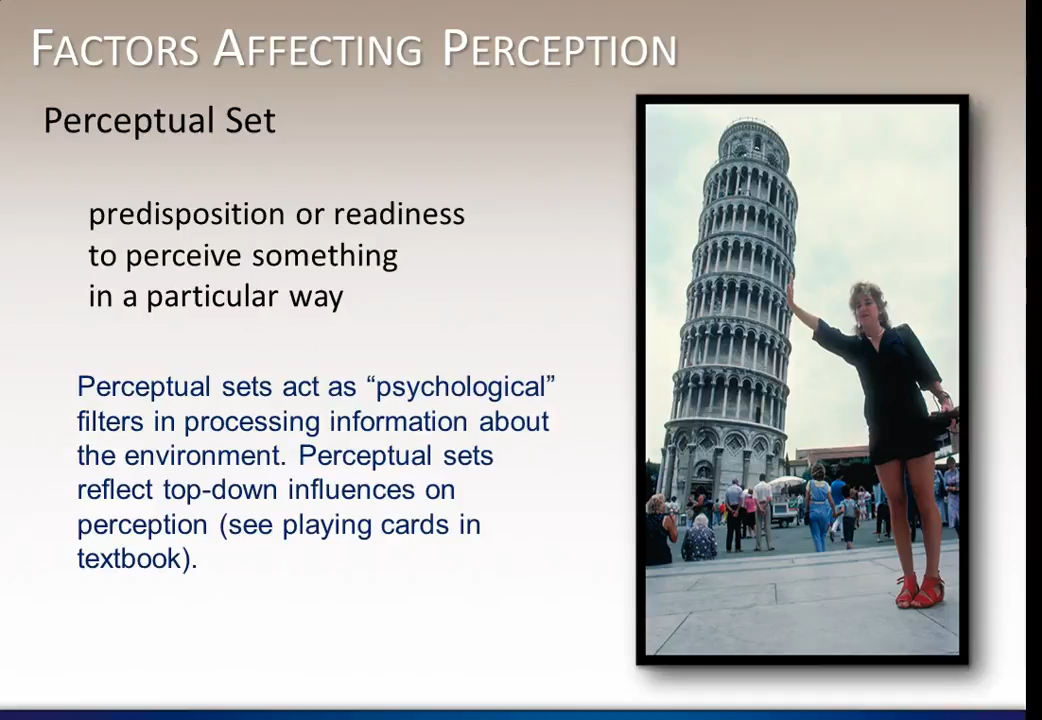 FACTORS AFFECTING PERCEPTION
Perceptual Set
predisposition or readiness
to perceive something
in a particular way
Perceptual sets act as “psychological”
filters in processing information about
the environment. Perceptual sets
reflect top-down influences on
perception (see playing cards in
textbook).